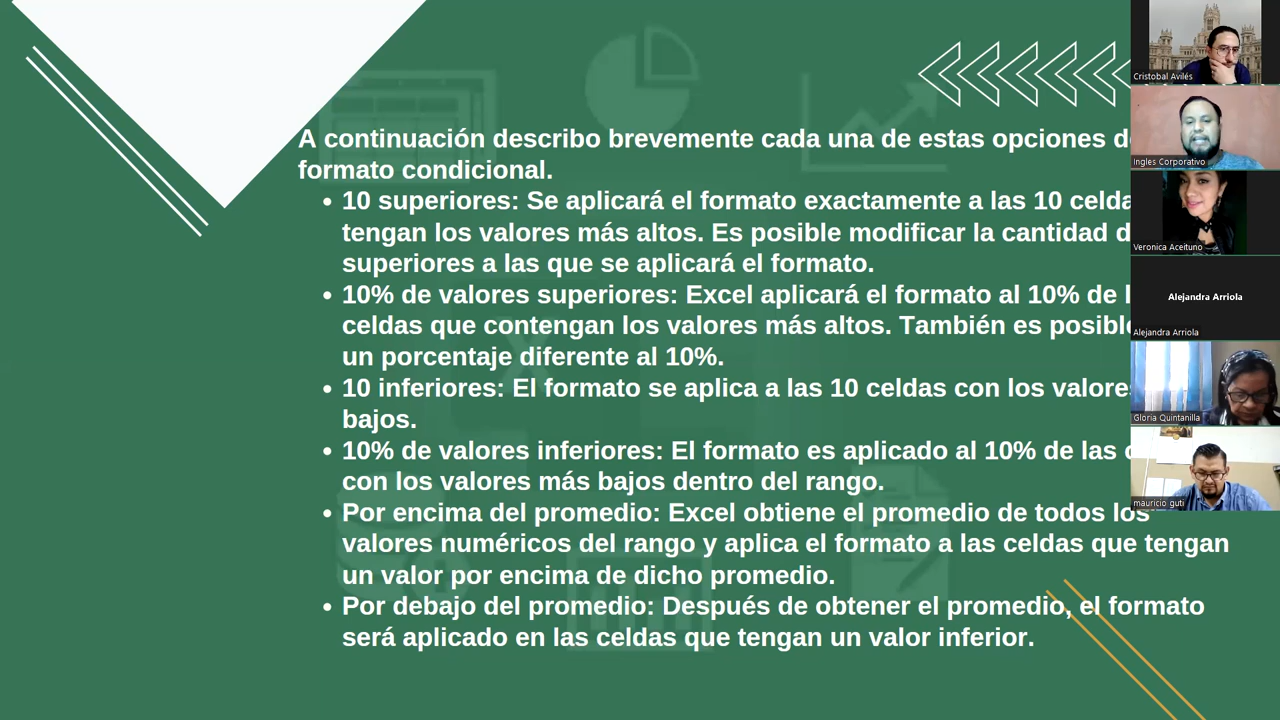 A continuación describo brevemente cada una de estas opciones
formato condicional.
• 10 superiores: Se aplicará el formato exactamente a las 10
tengan los valores más altos. Es posible modificar la cantidad
superiores a las que se aplicará el formato.
• 10% de valores superiores: Excel aplicará el formato al 10% de
celdas que contengan los valores más altos. También es
un porcentaje diferente al 10%.
• 10 inferiores: El formato se aplica a las 10 celdas con los
bajos.
• 10% de valores inferiores: El formato es aplicado al 10% de las
con los valores más bajos dentro del rango.
• Por encima del promedio: Excel obtiene el promedio de todos los
valores numéricos del rango y aplica el formato a las celdas que tengan
un valor por encima de dicho promedio.
• Por debajo del promedio: Después de obtener el promedio, el formato
será aplicado en las celdas que tengan un valor inferior.
Cristobal Avilés
Ingles Corporativo
Veronica Aceituno
Alejandra Arriola
Alejandra Arriola
Gloria Quintanilla
mauricio guti